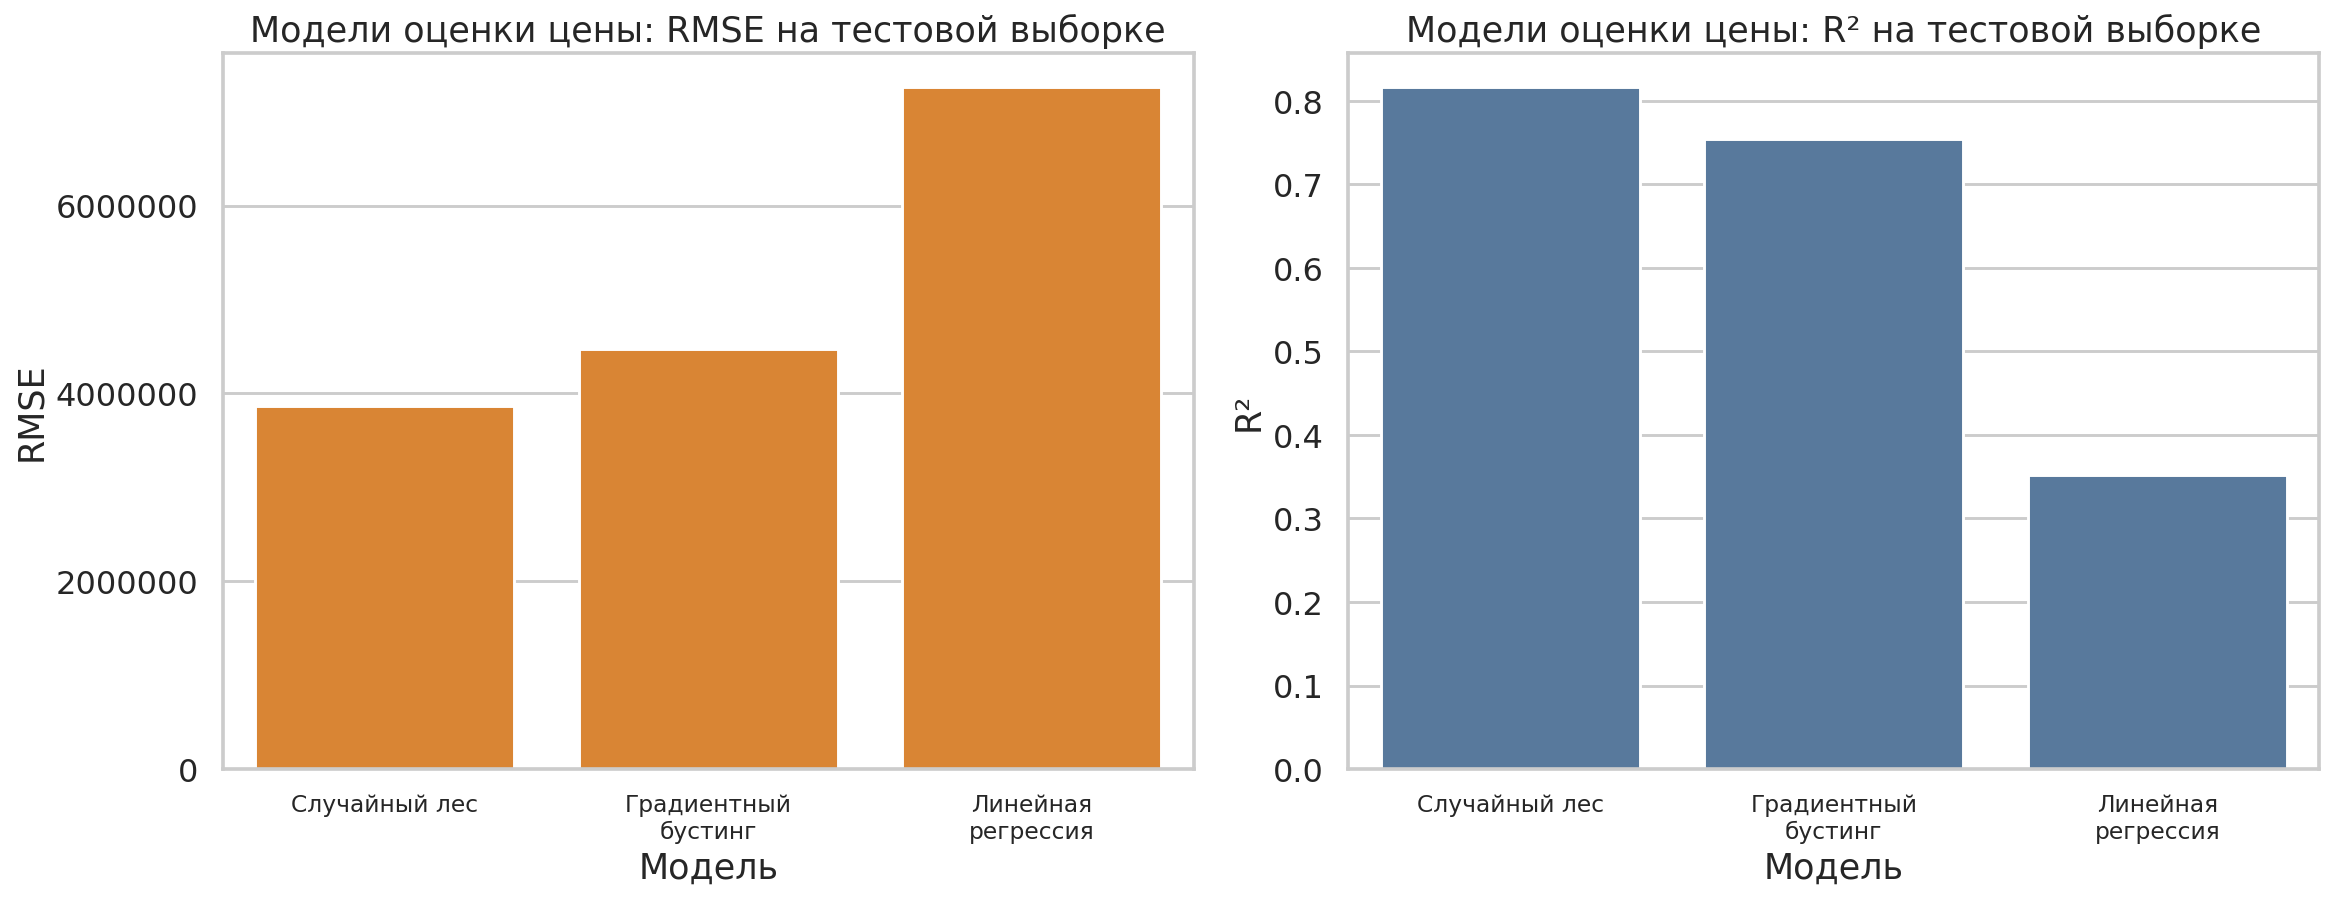 Модели оценки цены: RMSE на тестовой выборке
RMSE
6000000
4000000
2000000
0
Случайный лес
Градиентный
бустинг
Линейная
регрессия
Модель
Модели оценки цены: R² на тестовой выборке
R²
0.8
0.7
0.6
0.5
0.4
0.3
0.2
0.1
0.0
Случайный лес
Градиентный
бустинг
Линейная
регрессия
Модель